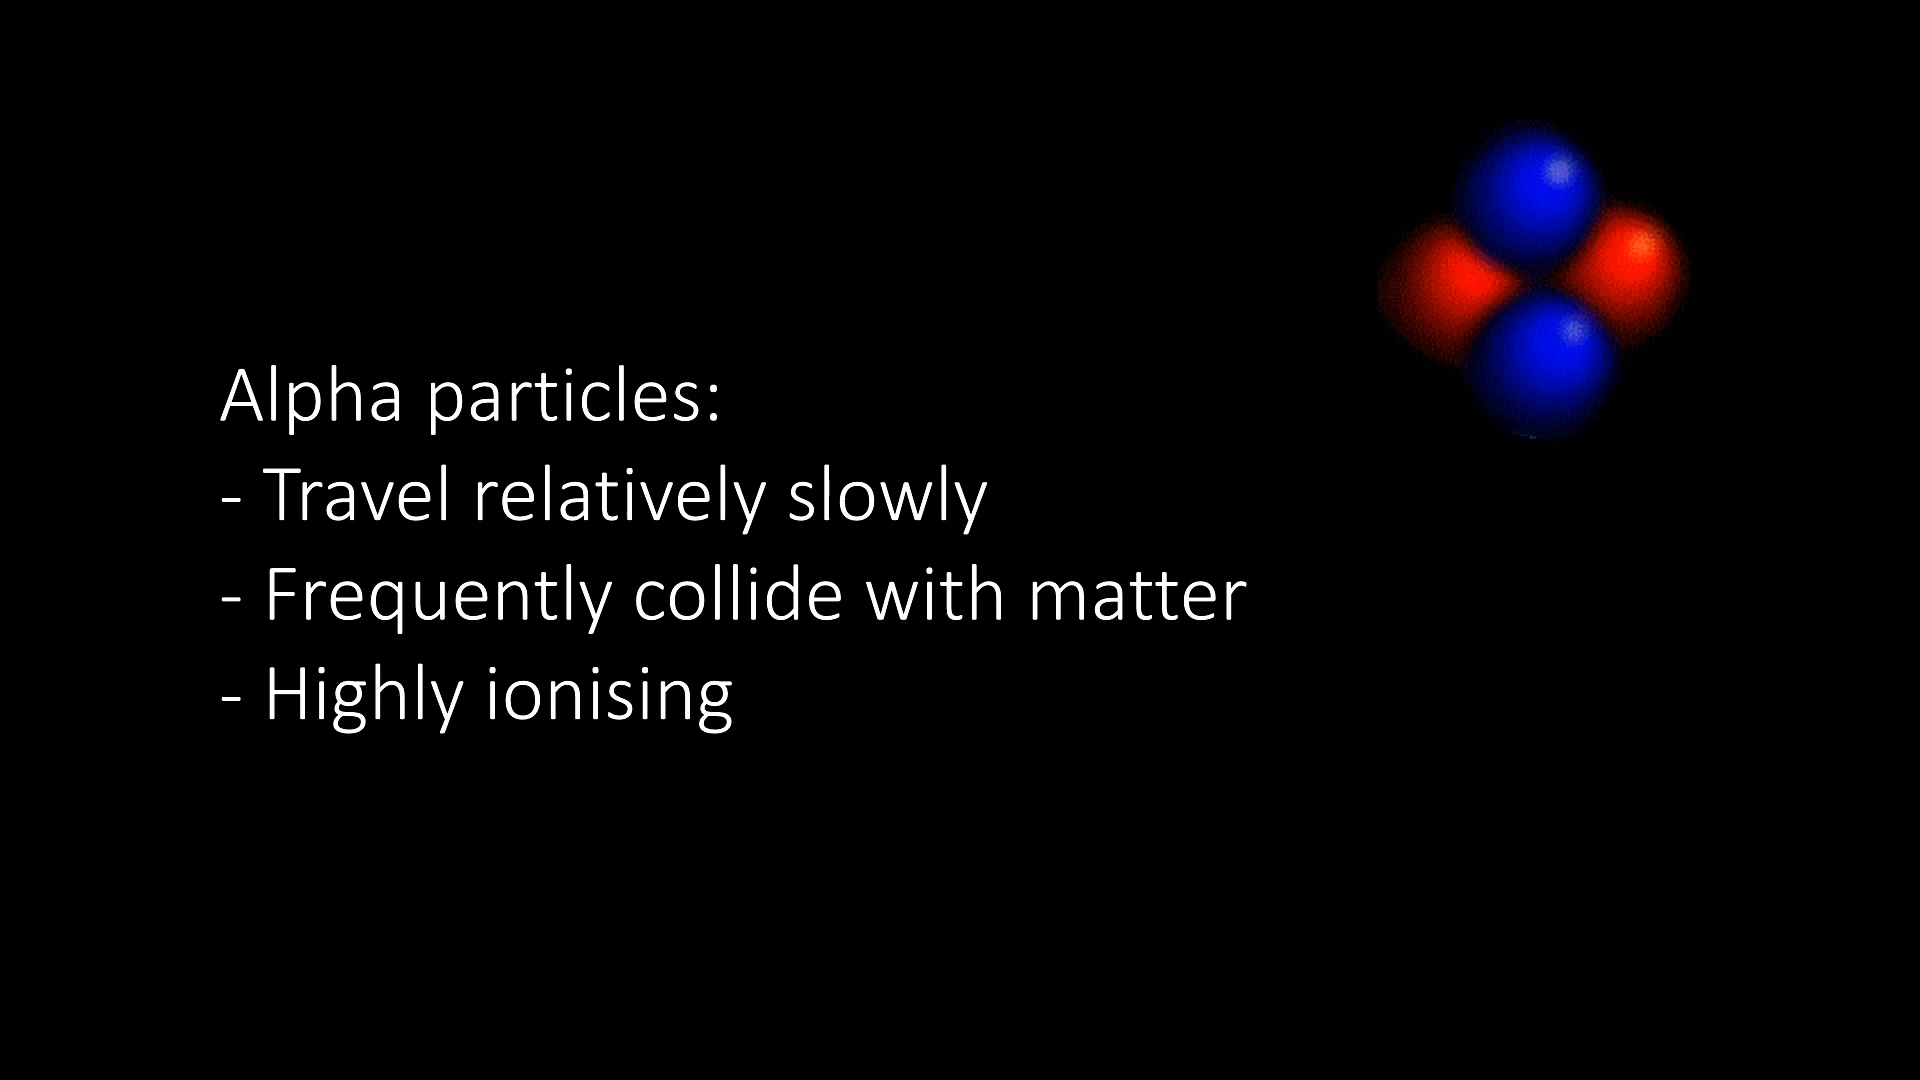 Alpha particles:
- Travel relatively slowly
- Frequently collide with matter
- Highly ionising